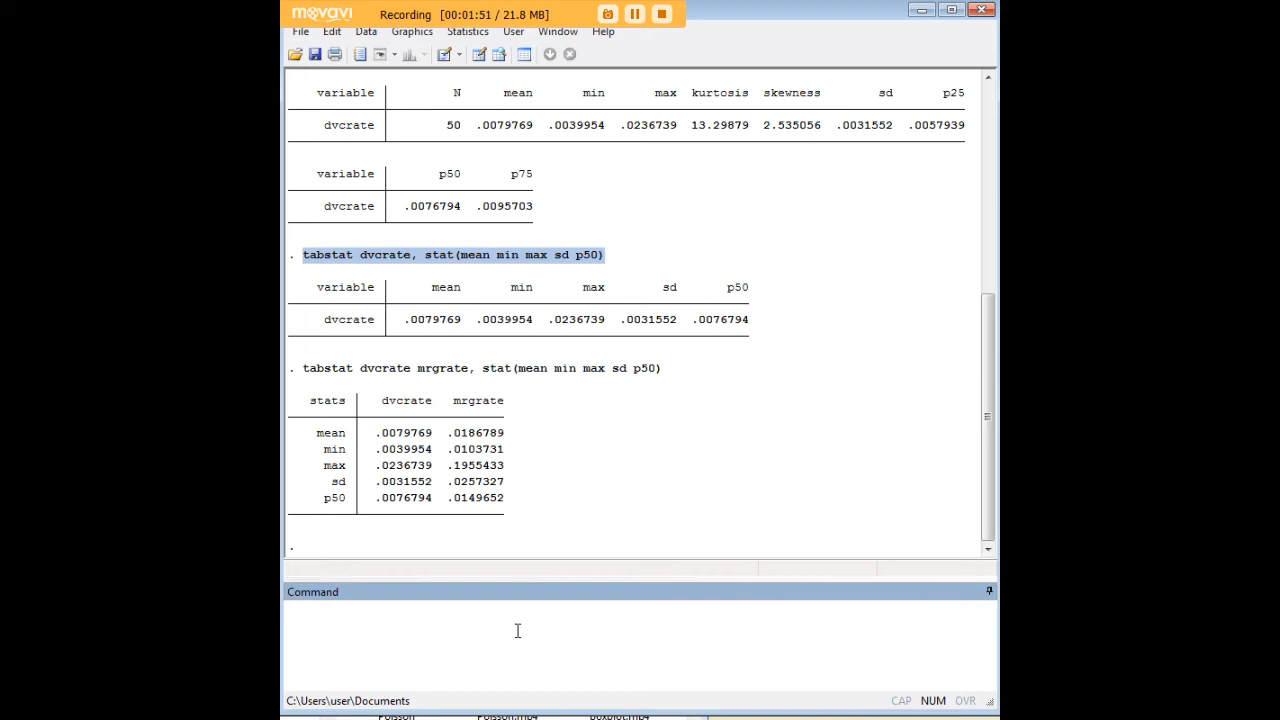 movavi Recording [00:01:51 / 21.8 MB]
File Edit Data Graphics Statistics User Window Help
variable N mean min max kurtosis skewness sd p25
dvcrate 50 .0079769 .0039954 .0236739 13.29879 2.535056 .0031552 .0057939
variable p50 p75
dvcrate .0076794 .0095703
. tabstat dvcrate, stat(mean min max sd p50)
variable mean min max sd p50
dvcrate .0079769 .0039954 .0236739 .0031552 .0076794
. tabstat dvcrate mrgrate, stat(mean min max sd p50)
stats dvcrate mrgrate
mean .0079769 .0186789
min .0039954 .0103731
max .0236739 .1955433
sd .0031552 .0257327
p50 .0076794 .0149652
.
Command
C:\Users\user\Documents CAP NUM OVR
Poisson Poisson.mp4 boxplot.mp4